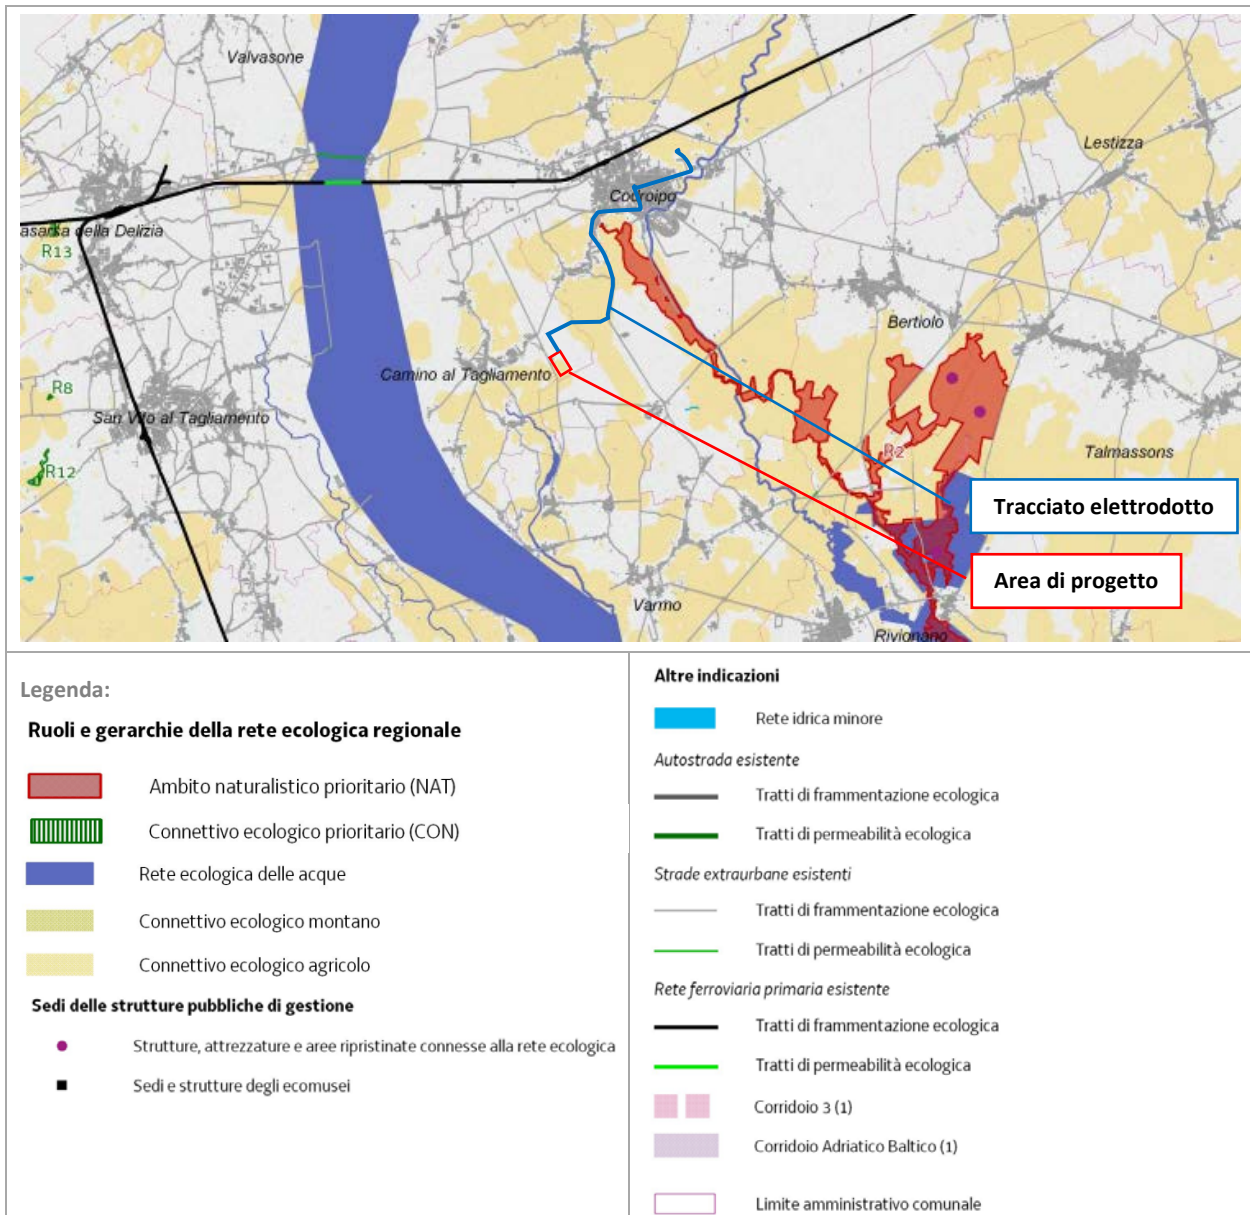 Valvasone
Lestizza
Codroipo
asarsa della Delizia
R13
Bertiolo
Camino al Tagliamento
R8
San Vito al Tagliamento
R2
Talmassons
R12
Tracciato elettrodotto
Area di progetto
Varmo
Rivignano
Legenda:
Ruoli e gerarchie della rete ecologica regionale
Ambito naturalistico prioritario (NAT)
Connettivo ecologico prioritario (CON)
Rete ecologica delle acque
Connettivo ecologico montano
Connettivo ecologico agricolo
Sedi delle strutture pubbliche di gestione
Strutture, attrezzature e aree ripristinate connesse alla rete ecologica
Sedi e strutture degli ecomusei
Altre indicazioni
Rete idrica minore
Autostrada esistente
Tratti di frammentazione ecologica
Tratti di permeabilità ecologica
Strade extraurbane esistenti
Tratti di frammentazione ecologica
Tratti di permeabilità ecologica
Rete ferroviaria primaria esistente
Tratti di frammentazione ecologica
Tratti di permeabilità ecologica
Corridoio 3 (1)
Corridoio Adriatico Baltico (1)
Limite amministrativo comunale